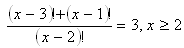 ((x − 3)! + (x − 1)!) / (x − 2)! = 3, x ≥ 2